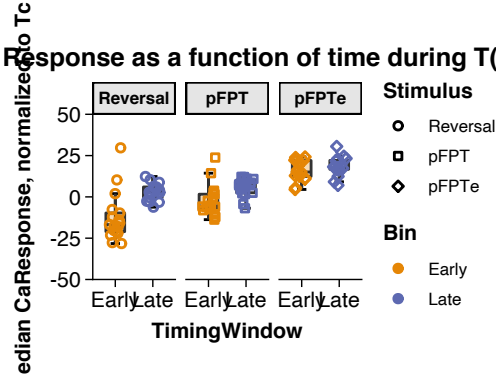 Response as a function of time during T(
edian CaResponse, normalized to Tc
Reversal
pFPT
pFPTe
50
25
0
-25
-50
Early Late
Early Late
Early Late
TimingWindow
Stimulus
Reversal
pFPT
pFPTe
Bin
Early
Late